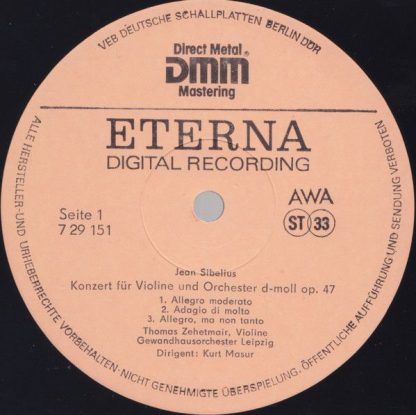 VEB DEUTSCHE SCHALLPLATTEN BERLIN DDR
Direct Metal®
DMM
Mastering
ETERNA
DIGITAL RECORDING
AWA
Seite 1
ST 33
7 29 151
Jean Sibelius
Konzert für Violine und Orchester d-moll op. 47
1. Allegro moderato
2. Adagio di molto
3. Allegro, ma non tanto
Thomas Zehetmair, Violine
Gewandhausorchester Leipzig
Dirigent: Kurt Masur
ALLE HERSTELLER-UND URHEBERRECHTE VORBEHALTEN·NICHT GENEHMIGTE ÜBERSPIELUNG, ÖFFENTLICHE AUFFÜHRUNG UND SENDUNG VERBOTEN